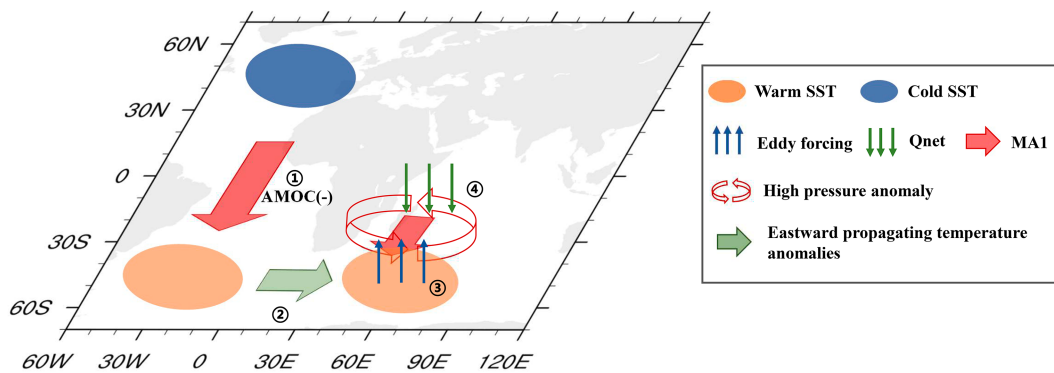 60N
30N
0
30S
60S
60W
30W
0
30E
60E
90E
120E
①
AMOC(-)
②
③
④
Warm SST
Cold SST
Eddy forcing
Qnet
MA1
High pressure anomaly
Eastward propagating temperature
anomalies